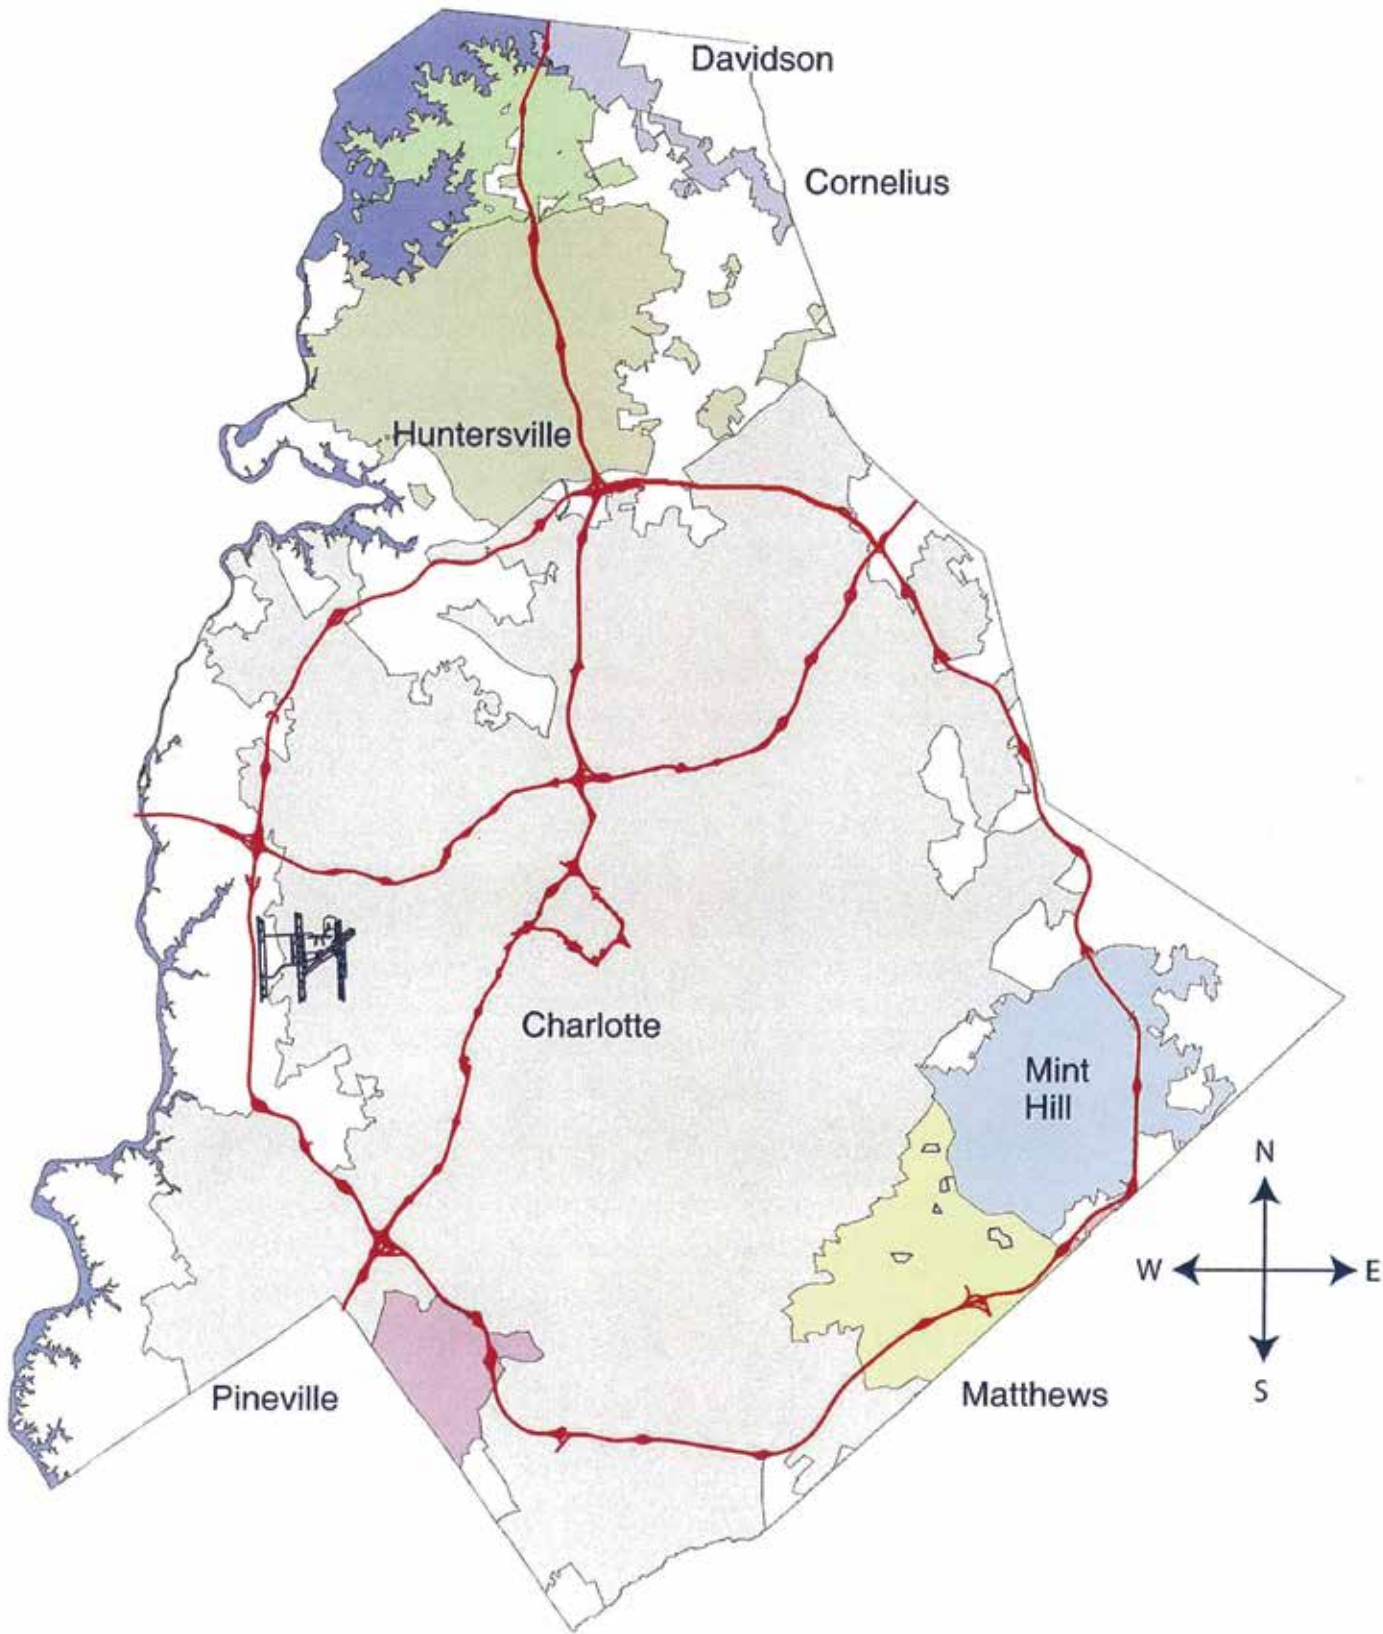 Davidson
Cornelius
Huntersville
Charlotte
Mint
Hill
N
W
E
S
Pineville
Matthews